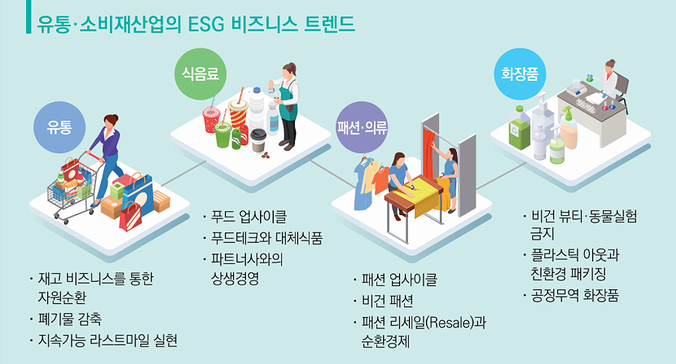 유통·소비재산업의 ESG 비즈니스 트렌드
유통
• 재고 비즈니스를 통한
자원순환
• 폐기물 감축
• 지속가능 라스트마일 실현
식음료
• 푸드 업사이클
• 푸드테크와 대체식품
• 파트너사와의
상생경영
패션·의류
• 패션 업사이클
• 비건 패션
• 패션 리세일(Resale)과
순환경제
화장품
• 비건 뷰티·동물실험
금지
• 플라스틱 아웃과
친환경 패키징
• 공정무역 화장품